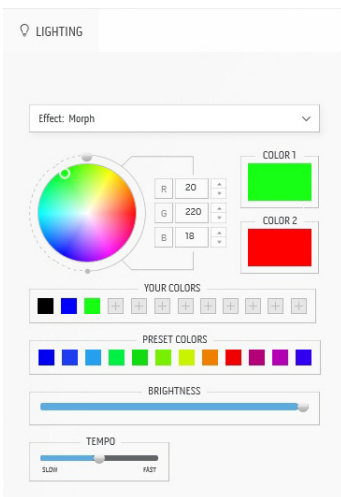 LIGHTING
Effect: Morph
COLOR 1
R 20
G 220
B 18
COLOR 2
YOUR COLORS
PRESET COLORS
BRIGHTNESS
TEMPO
SLOW FAST